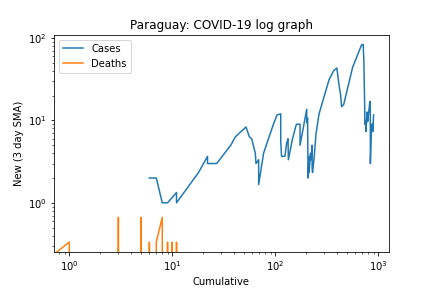 Paraguay: COVID-19 log graph
Cases
Deaths
New (3 day SMA)
10²
10¹
10⁰
10⁰ 10¹ 10² 10³
Cumulative